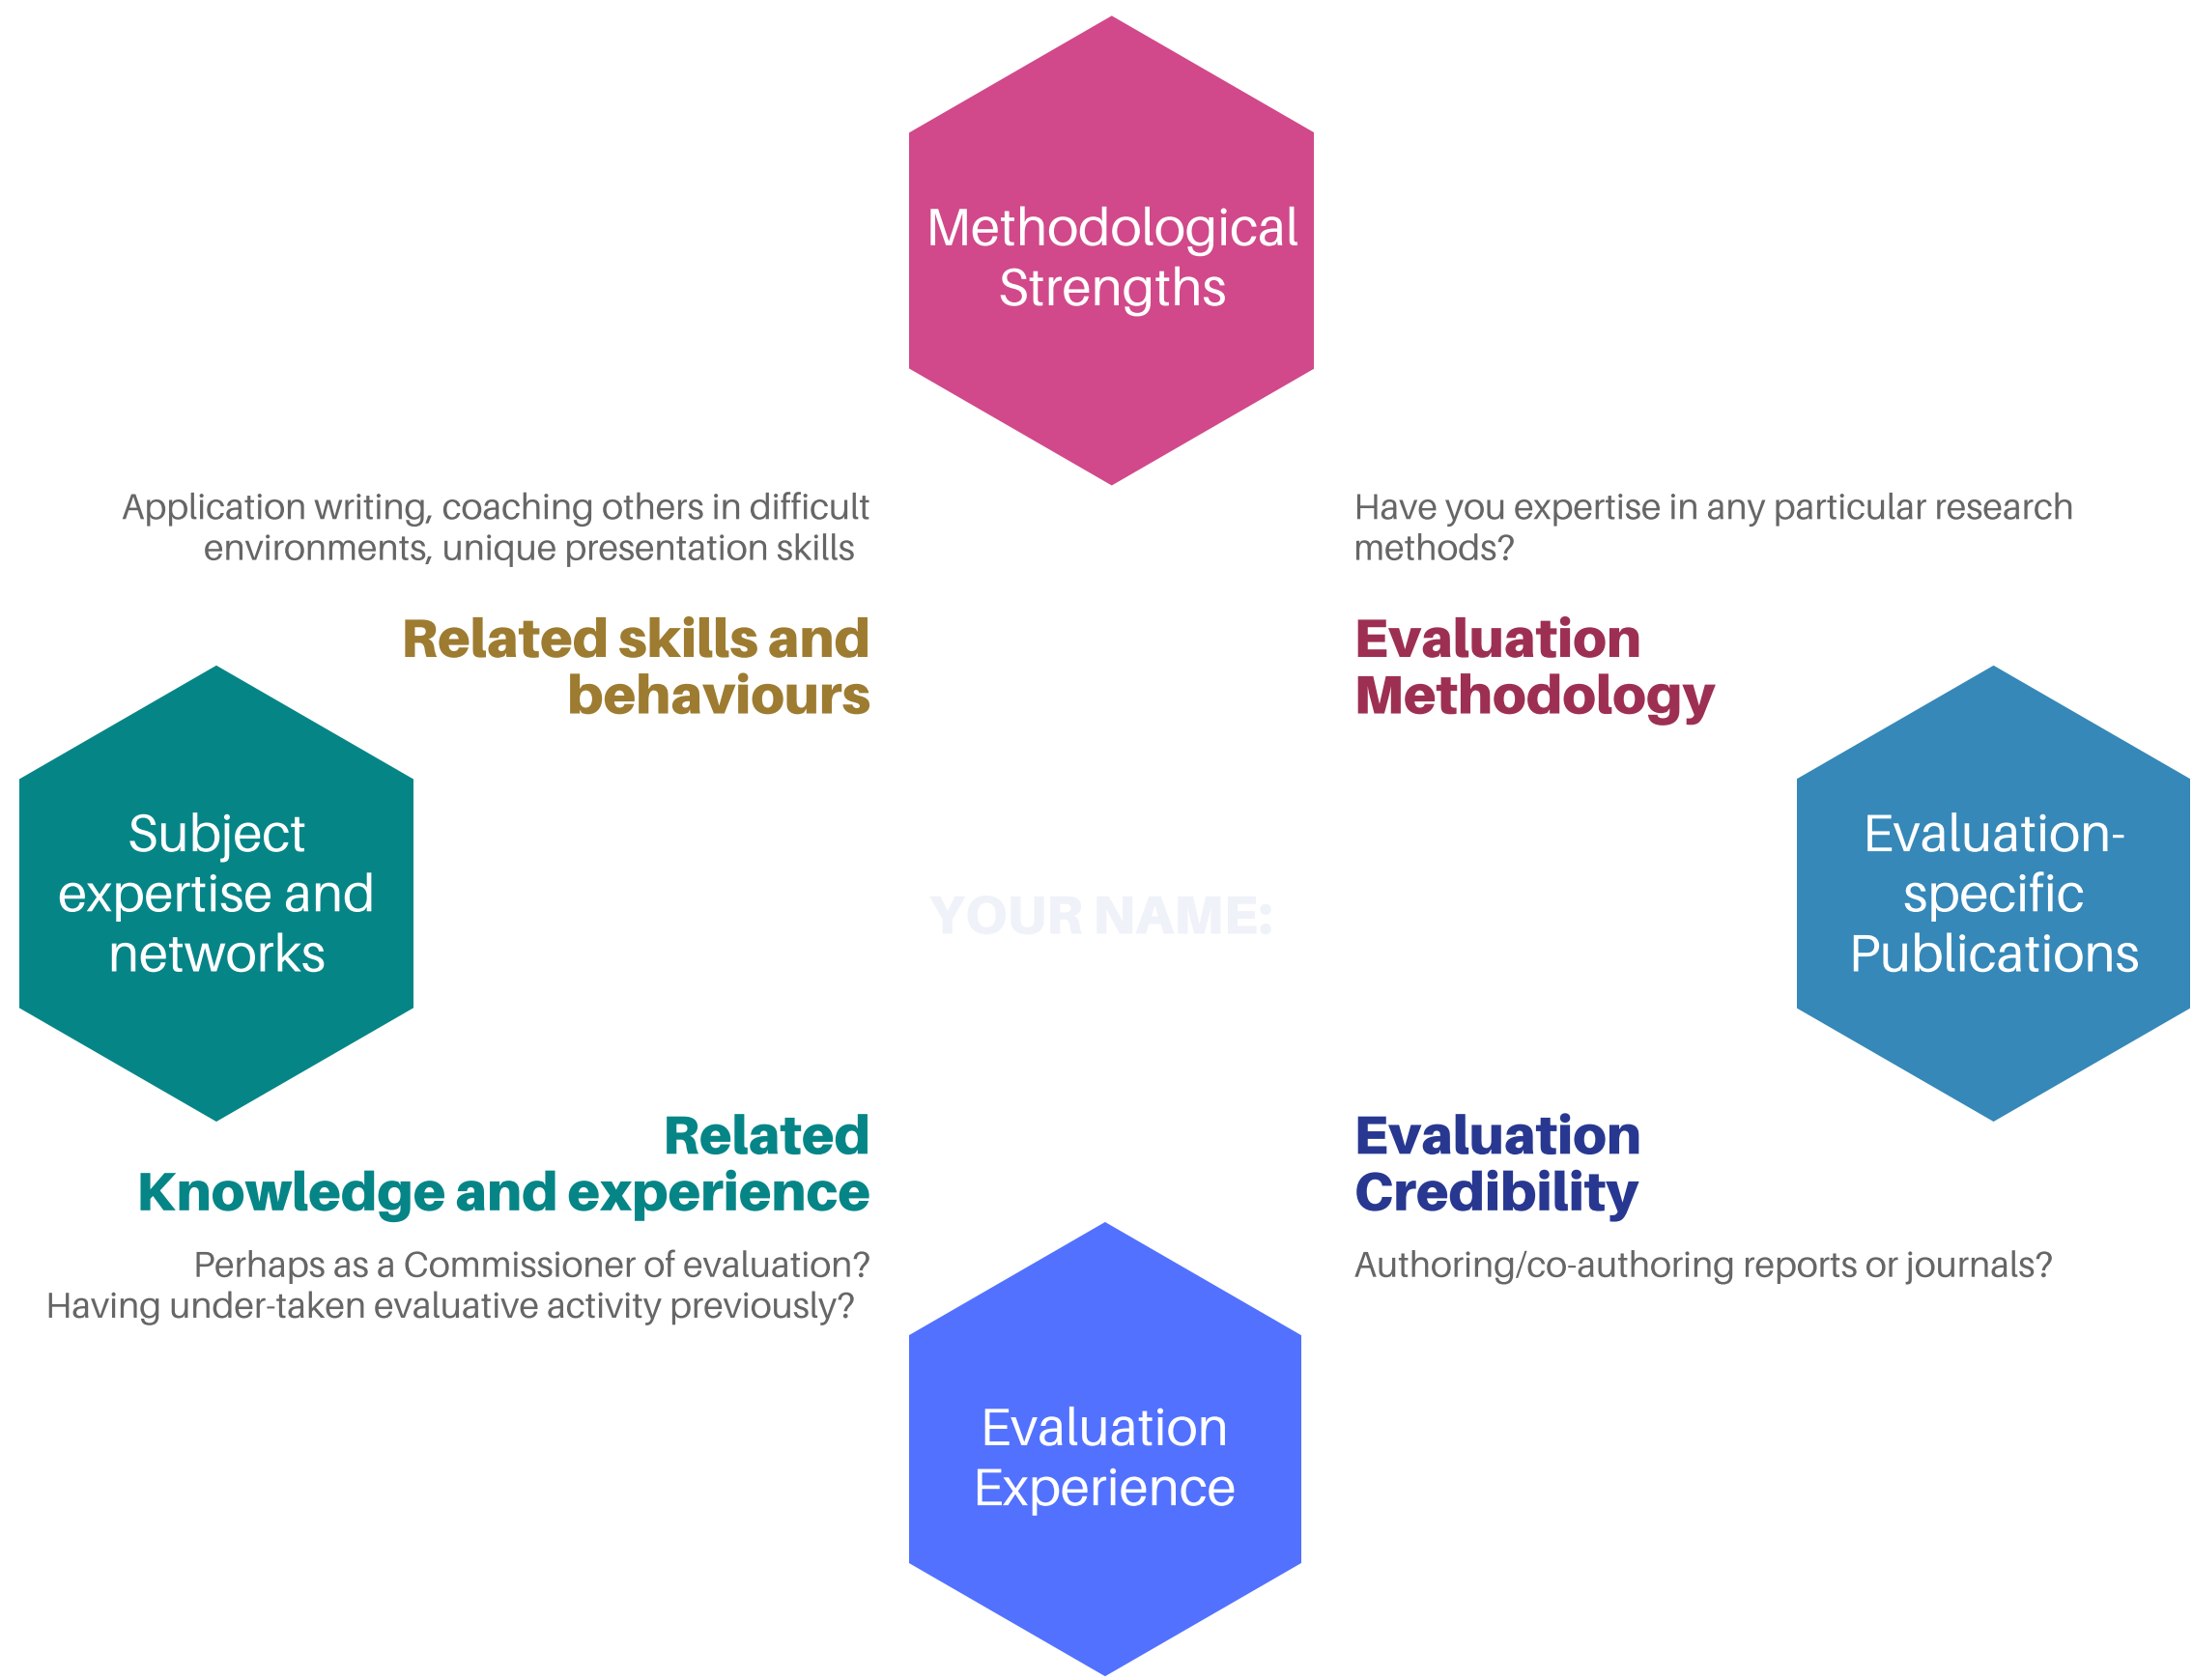 Methodological
Strengths
Application writing, coaching others in difficult
environments, unique presentation skills
Related skills and
behaviours
Have you expertise in any particular research
methods?
Evaluation
Methodology
Subject
expertise and
networks
YOUR NAME:
Evaluation-
specific
Publications
Related
Knowledge and experience
Perhaps as a Commissioner of evaluation?
Having under-taken evaluative activity previously?
Evaluation
Credibility
Authoring/co-authoring reports or journals?
Evaluation
Experience